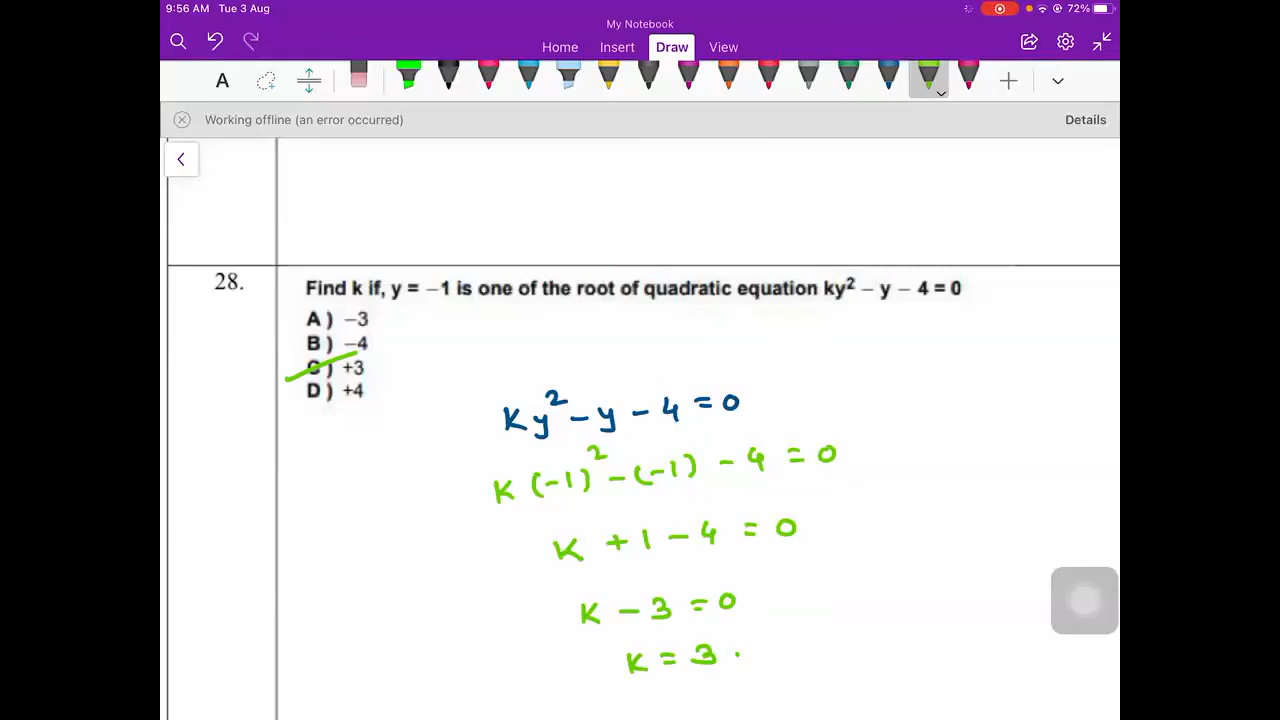 9:56 AM Tue 3 Aug
72%
My Notebook
Home Insert Draw View
A
Working offline (an error occurred)
Details
28.
Find k if, y = −1 is one of the root of quadratic equation ky² − y − 4 = 0
A ) −3
B ) −4
C ) +3
D ) +4
Ky² − y − 4 = 0
K (-1)² − (-1) − 4 = 0
K + 1 − 4 = 0
K − 3 = 0
K = 3 .